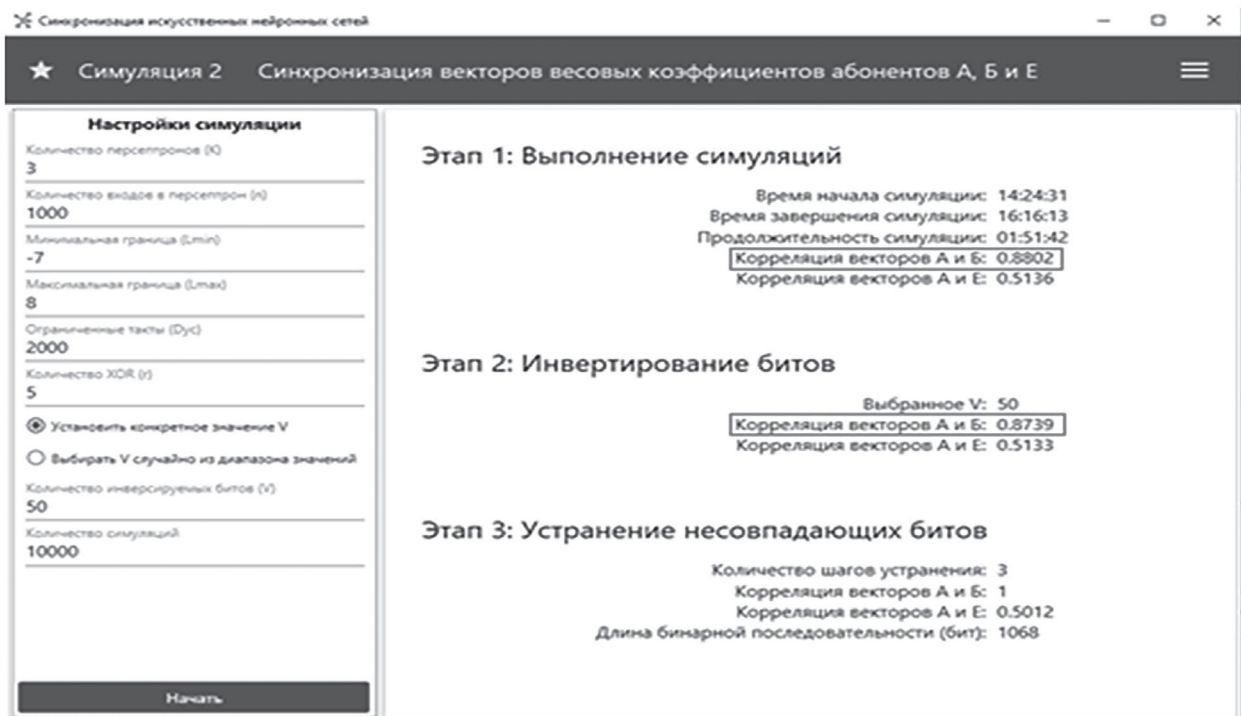 Синхронизация искусственных нейронных сетей
Симуляция 2 Синхронизация векторов весовых коэффициентов абонентов А, Б и Е
Настройки симуляции
Количество персептронов (К)
3
Количество входов в персептрон (n)
1000
Минимальная граница (Lmin)
-7
Максимальная граница (Lmax)
8
Ограниченные такты (Dус)
2000
Количество XOR (r)
5
Установить конкретное значение V
Выбирать V случайно из диапазона значений
Количество инверсируемых битов (V)
50
Количество симуляций
10000
Начать
Этап 1: Выполнение симуляций
Время начала симуляции: 14:24:31
Время завершения симуляции: 16:16:13
Продолжительность симуляции: 01:51:42
Корреляция векторов А и Б: 0.8802
Корреляция векторов А и Е: 0.5136
Этап 2: Инвертирование битов
Выбранное V: 50
Корреляция векторов А и Б: 0.8739
Корреляция векторов А и Е: 0.5133
Этап 3: Устранение несовпадающих битов
Количество шагов устранения: 3
Корреляция векторов А и Б: 1
Корреляция векторов А и Е: 0.5012
Длина бинарной последовательности (бит): 1068